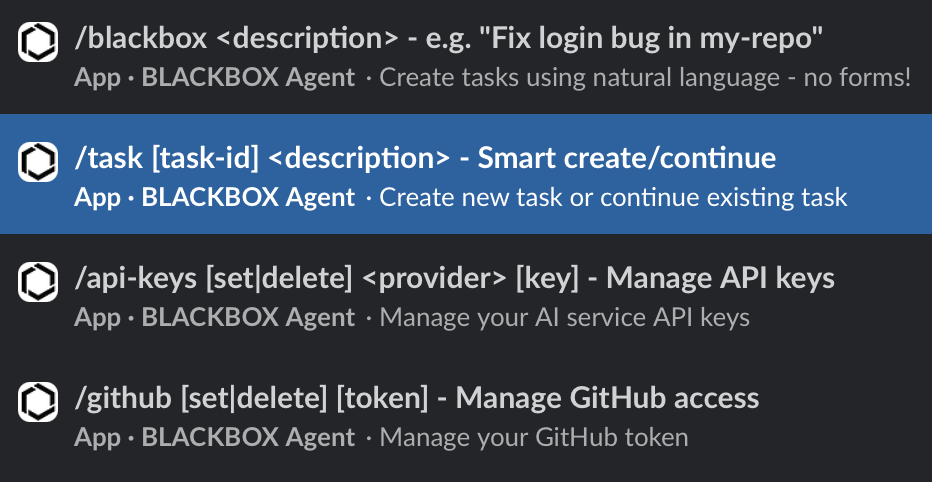 /blackbox <description> - e.g. "Fix login bug in my-repo"
App · BLACKBOX Agent · Create tasks using natural language - no forms!
/task [task-id] <description> - Smart create/continue
App · BLACKBOX Agent · Create new task or continue existing task
/api-keys [set|delete] <provider> [key] - Manage API keys
App · BLACKBOX Agent · Manage your AI service API keys
/github [set|delete] [token] - Manage GitHub access
App · BLACKBOX Agent · Manage your GitHub token